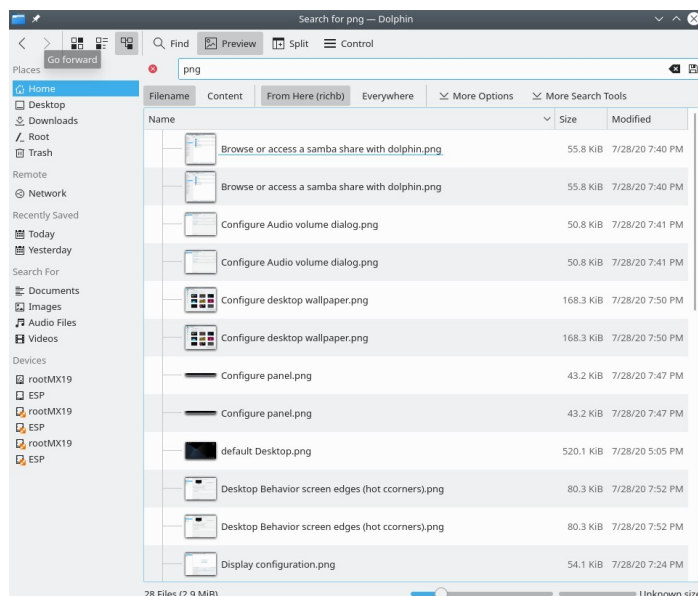 Search for png — Dolphin
Find Preview Split Control
Go forward
Places
png
Home
Desktop
Downloads
Root
Trash
Remote
Network
Recently Saved
Today
Yesterday
Search For
Documents
Images
Audio Files
Videos
Devices
rootMX19
ESP
rootMX19
ESP
rootMX19
ESP
Filename Content From Here (richb) Everywhere More Options More Search Tools
Name Size Modified
Browse or access a samba share with dolphin.png 55.8 KiB 7/28/20 7:40 PM
Browse or access a samba share with dolphin.png 55.8 KiB 7/28/20 7:40 PM
Configure Audio volume dialog.png 50.8 KiB 7/28/20 7:41 PM
Configure Audio volume dialog.png 50.8 KiB 7/28/20 7:41 PM
Configure desktop wallpaper.png 168.3 KiB 7/28/20 7:50 PM
Configure desktop wallpaper.png 168.3 KiB 7/28/20 7:50 PM
Configure panel.png 43.2 KiB 7/28/20 7:47 PM
Configure panel.png 43.2 KiB 7/28/20 7:47 PM
default Desktop.png 520.1 KiB 7/28/20 5:05 PM
Desktop Behavior screen edges (hot ccorners).png 80.3 KiB 7/28/20 7:52 PM
Desktop Behavior screen edges (hot ccorners).png 80.3 KiB 7/28/20 7:52 PM
Display configuration.png 54.1 KiB 7/28/20 7:24 PM
28 Files (2.9 MiB) Unknown size